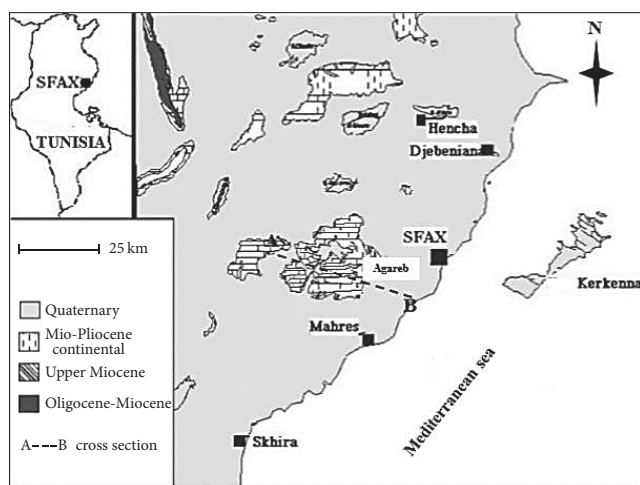 SFAX
TUNISIA
25 km
Quaternary
Mio-Pliocene
continental
Upper Miocene
Oligocene-Miocene
A B cross section
N
Hencha
Djebeniana
SFAX
A
Agareb
B
Kerkenna
Mahres
Mediterranean sea
Skhira